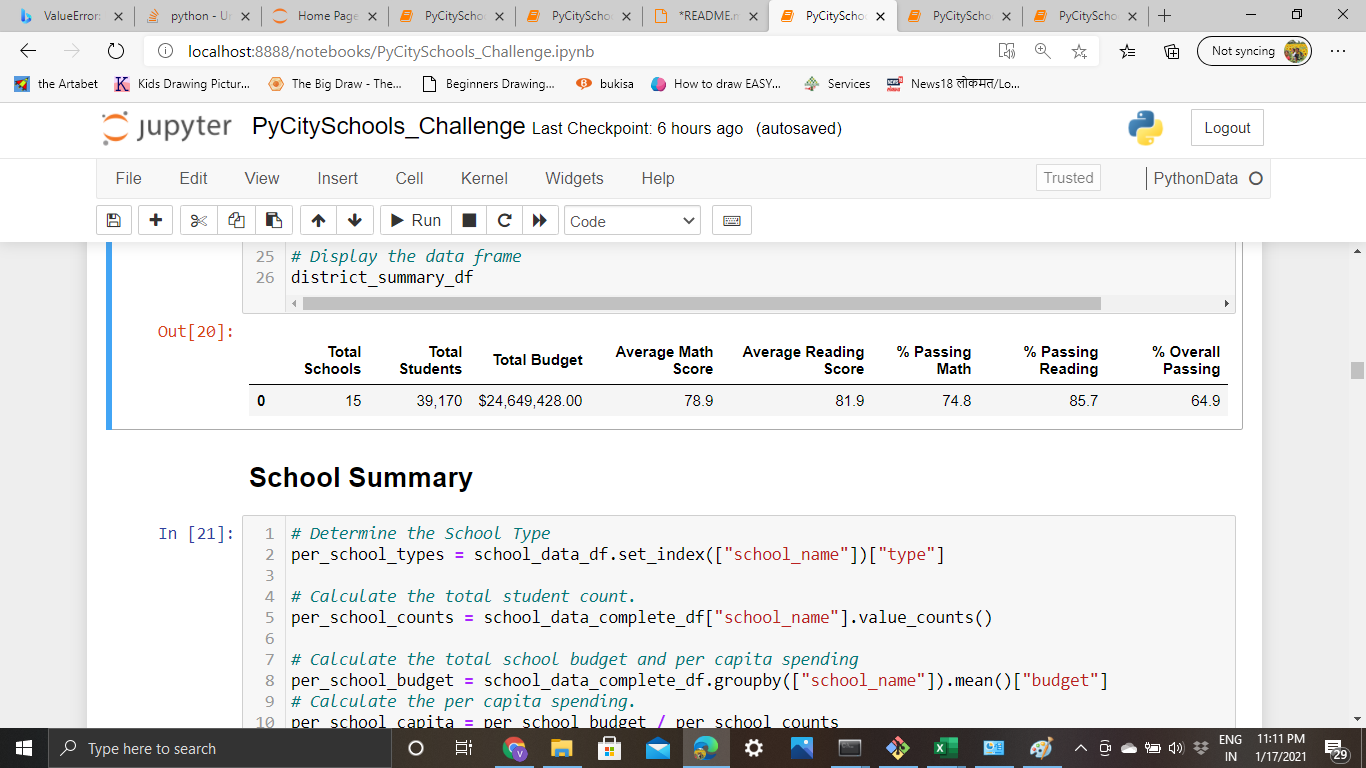 ValueError: python - U Home Page PyCitySchoo PyCitySchoo *README.m PyCityScho PyCityScho PyCityScho
localhost:8888/notebooks/PyCitySchools_Challenge.ipynb Not syncing
the Artabet Kids Drawing Pictur... The Big Draw - The... Beginners Drawing... bukisa How to draw EASY... Services News18 लोकमत/Lo...
jupyter PyCitySchools_Challenge Last Checkpoint: 6 hours ago (autosaved) Logout
File Edit View Insert Cell Kernel Widgets Help Trusted PythonData
Run Code
25 # Display the data frame
26 district_summary_df
Out[20]:
Total Schools Total Students Total Budget Average Math Score Average Reading Score % Passing Math % Passing Reading % Overall Passing
0 15 39,170 $24,649,428.00 78.9 81.9 74.8 85.7 64.9
School Summary
In [21]: 1 # Determine the School Type
2 per_school_types = school_data_df.set_index(["school_name"])["type"]
3
4 # Calculate the total student count.
5 per_school_counts = school_data_complete_df["school_name"].value_counts()
6
7 # Calculate the total school budget and per capita spending
8 per_school_budget = school_data_complete_df.groupby(["school_name"]).mean()["budget"]
9 # Calculate the per capita spending.
10 per_school_capita = per_school_budget / per_school_counts
Type here to search ENG IN 11:11 PM 1/17/2021 29